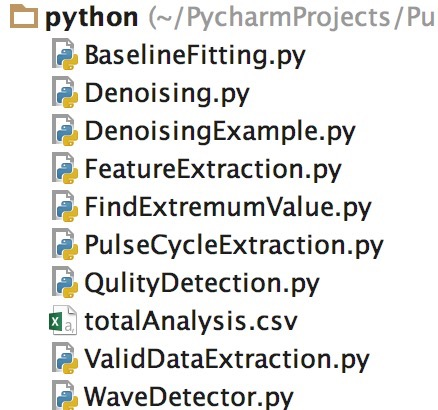 python (~/PycharmProjects/Pu
BaselineFitting.py
Denoising.py
DenoisingExample.py
FeatureExtraction.py
FindExtremumValue.py
PulseCycleExtraction.py
QulityDetection.py
totalAnalysis.csv
ValidDataExtraction.py
WaveDetector.py